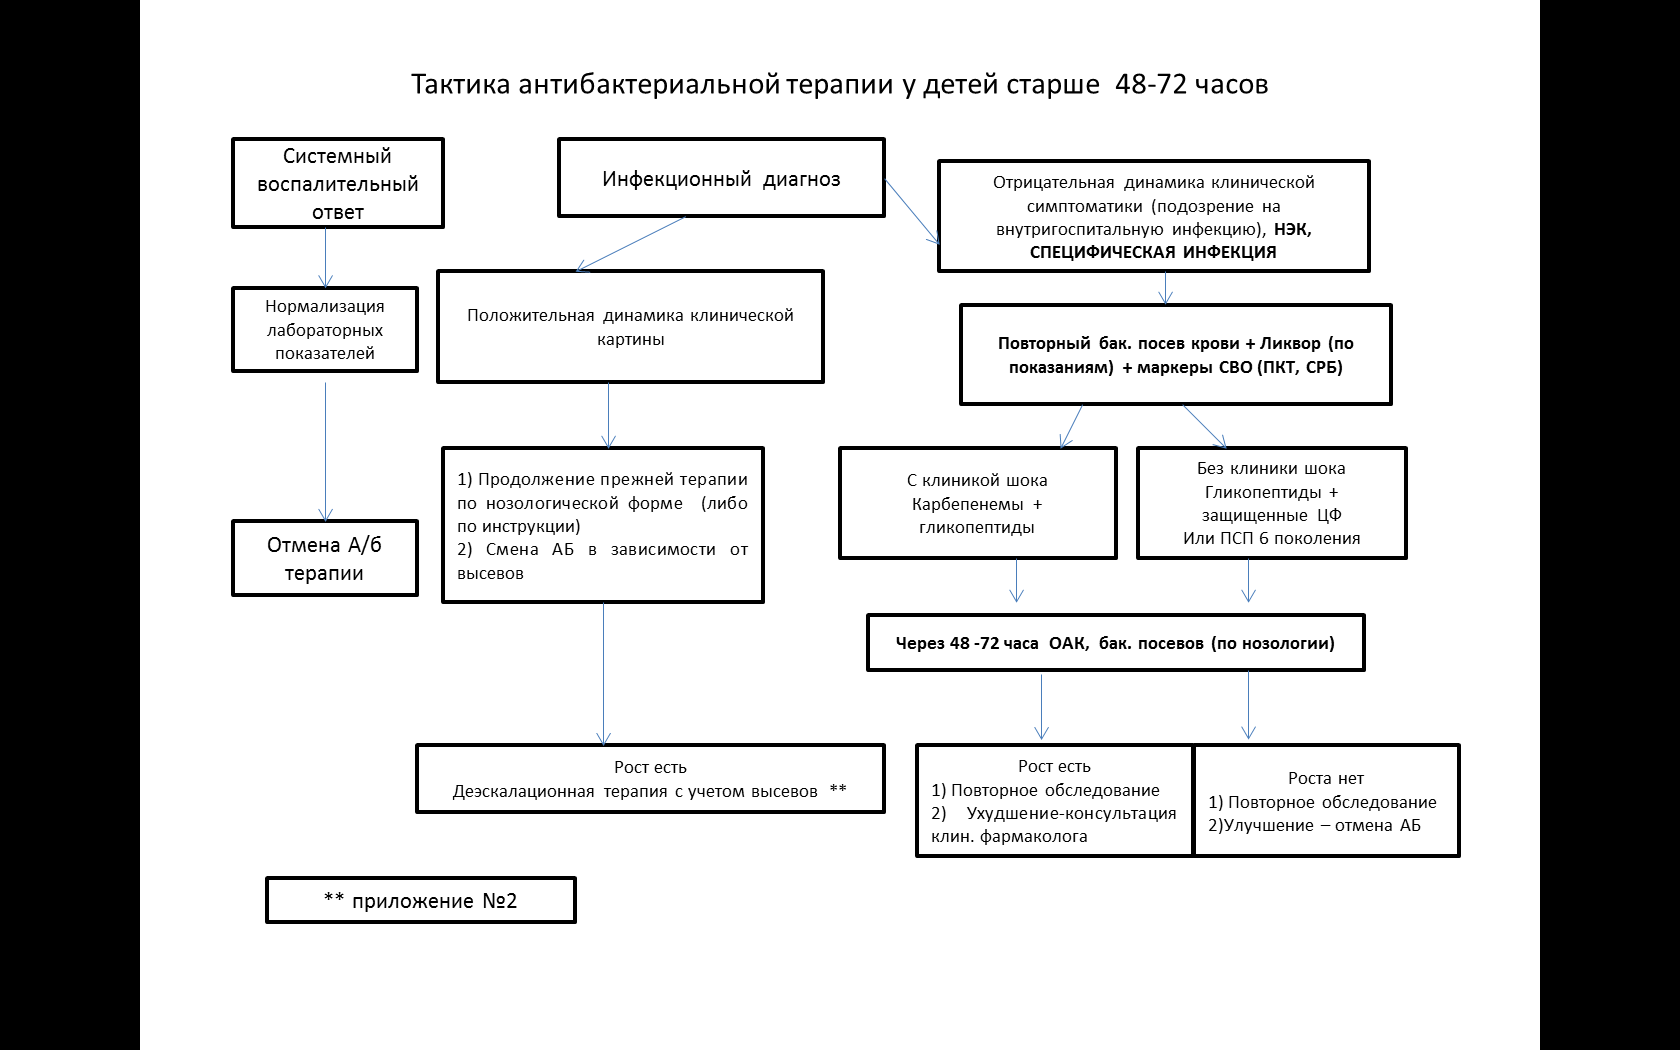 Тактика антибактериальной терапии у детей старше 48-72 часов
Системный
воспалительный
ответ
Нормализация
лабораторных
показателей
Отмена А/б
терапии
Инфекционный диагноз
Положительная динамика клинической
картины
1) Продолжение прежней терапии
по нозологической форме (либо
по инструкции)
2) Смена АБ в зависимости от
высевов
Рост есть
Деэскалационная терапия с учетом высевов **
Отрицательная динамика клинической
симптоматики (подозрение на
внутригоспитальную инфекцию), НЭК,
СПЕЦИФИЧЕСКАЯ ИНФЕКЦИЯ
Повторный бак. посев крови + Ликвор (по
показаниям) + маркеры СВО (ПКТ, СРБ)
С клиникой шока
Карбепенемы +
гликопептиды
Без клиники шока
Гликопептиды +
защищенные ЦФ
Или ПСП 6 поколения
Через 48 -72 часа ОАК, бак. посевов (по нозологии)
Рост есть
1) Повторное обследование
2) Ухудшение-консультация
клин. фармаколога
Роста нет
1) Повторное обследование
2)Улучшение – отмена АБ
** приложение №2